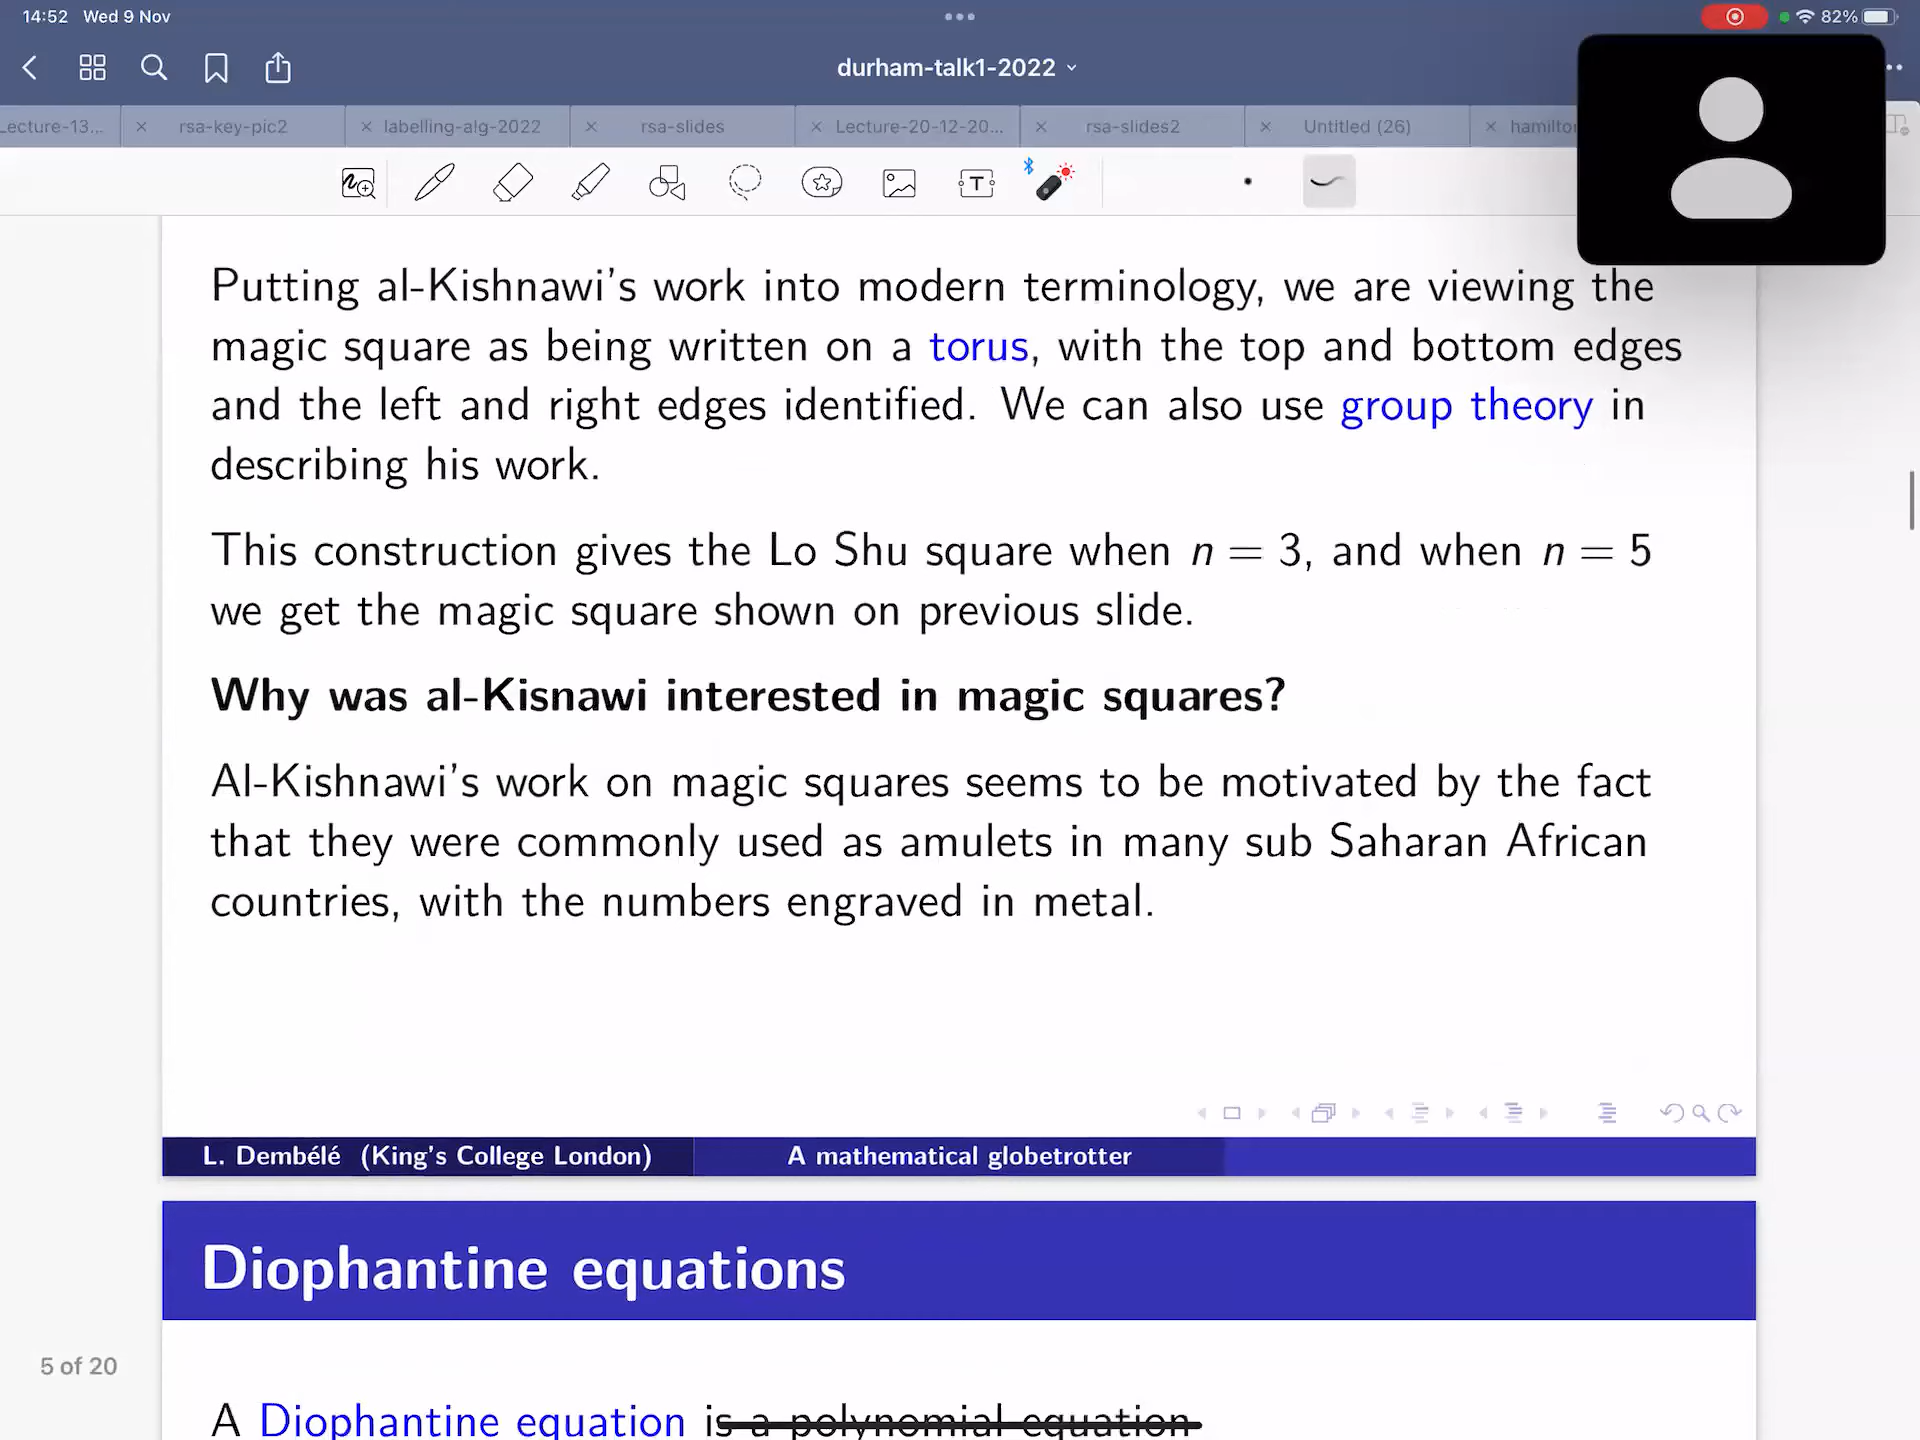 14:52 Wed 9 Nov
82%
durham-talk1-2022
Lecture-13...
rsa-key-pic2
labelling-alg-2022
rsa-slides
Lecture-20-12-20...
rsa-slides2
Untitled (26)
hamilto
T
Putting al-Kishnawi's work into modern terminology, we are viewing the
magic square as being written on a torus, with the top and bottom edges
and the left and right edges identified. We can also use group theory in
describing his work.
This construction gives the Lo Shu square when n = 3, and when n = 5
we get the magic square shown on previous slide.
Why was al-Kisnawi interested in magic squares?
Al-Kishnawi's work on magic squares seems to be motivated by the fact
that they were commonly used as amulets in many sub Saharan African
countries, with the numbers engraved in metal.
L. Dembélé (King's College London)
A mathematical globetrotter
Diophantine equations
5 of 20
A Diophantine equation is a polynomial equation